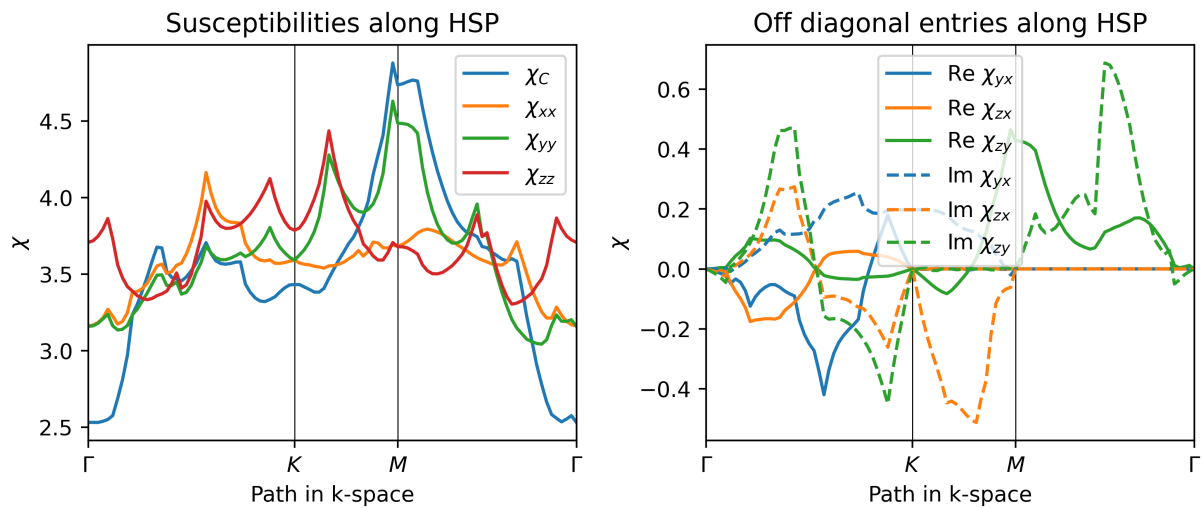 Susceptibilities along HSP
χ
4.5
4.0
3.5
3.0
2.5
χ_C
χ_xx
χ_yy
χ_zz
Γ
K
M
Γ
Path in k-space
Off diagonal entries along HSP
χ
0.6
0.4
0.2
0.0
−0.2
−0.4
Re χ_yx
Re χ_zx
Re χ_zy
Im χ_yx
Im χ_zx
Im χ_zy
Γ
K
M
Γ
Path in k-space